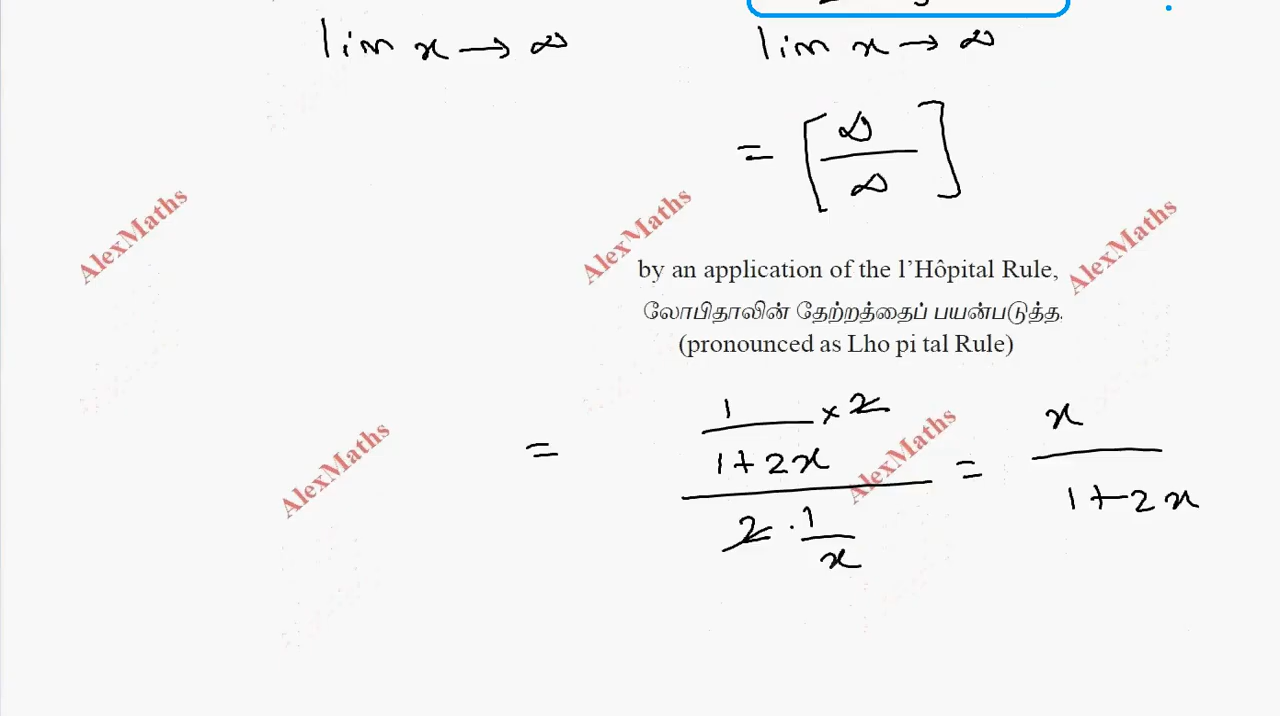 lim x → ∞ lim x → ∞
= [ ∞ / ∞ ]
AlexMaths AlexMaths AlexMaths
by an application of the l’Hôpital Rule,
லோபிதாலின் தேற்றத்தைப் பயன்படுத்த.
(pronounced as Lho pi tal Rule)
= (1 / (1 + 2x) × 2) / (2 · 1 / x) = x / (1 + 2x)
AlexMaths AlexMaths